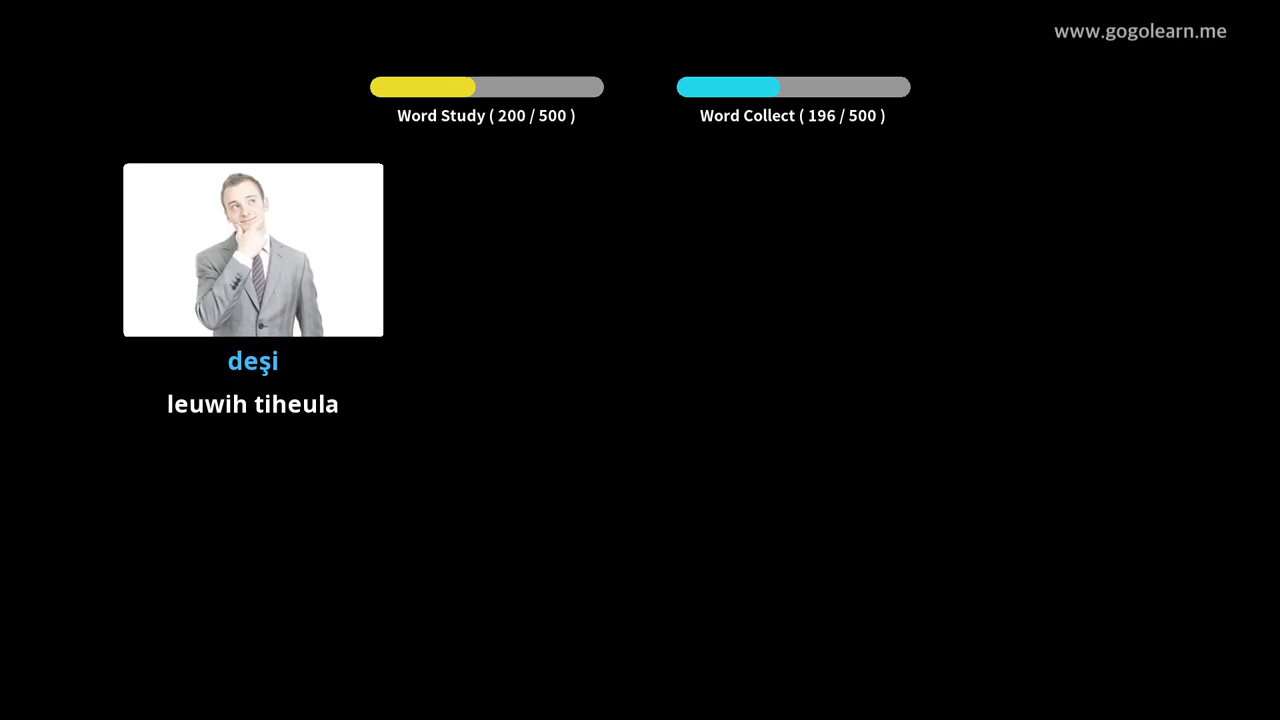 www.gogolearn.me
Word Study ( 200 / 500 )
Word Collect ( 196 / 500 )
deşi
leuwih tiheula